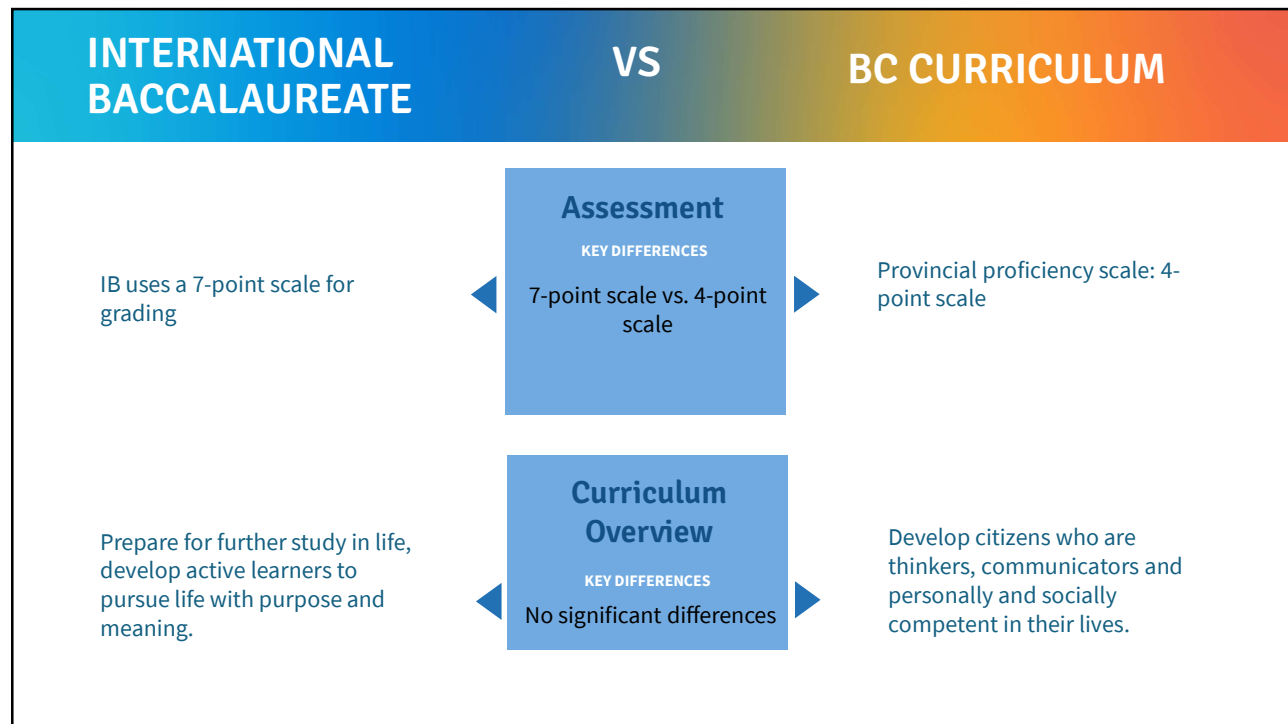 INTERNATIONAL
BACCALAUREATE
VS
BC CURRICULUM
Assessment
KEY DIFFERENCES
7-point scale vs. 4-point
scale
IB uses a 7-point scale for
grading
Provincial proficiency scale: 4-
point scale
Curriculum
Overview
KEY DIFFERENCES
No significant differences
Prepare for further study in life,
develop active learners to
pursue life with purpose and
meaning.
Develop citizens who are
thinkers, communicators and
personally and socially
competent in their lives.